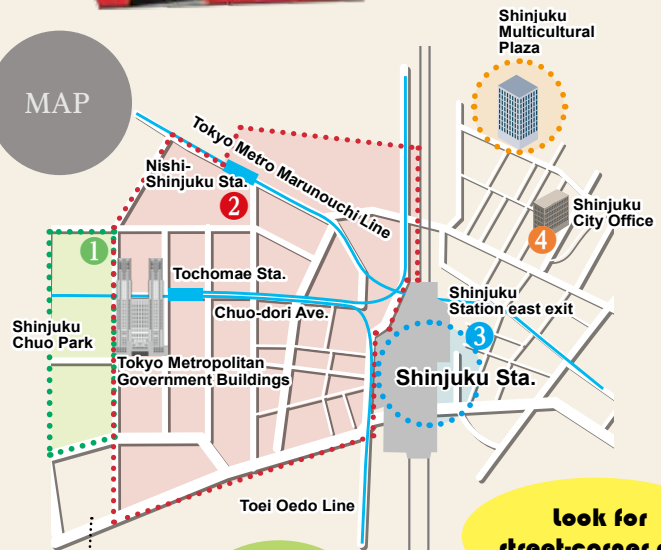 Shinjuku
Multicultural
Plaza
MAP
Tokyo Metro Marunouchi Line
Nishi-
Shinjuku Sta.
2
Shinjuku
City Office
4
1
Tochomae Sta.
Chuo-dori Ave.
Shinjuku
Station east exit
3
Shinjuku
Chuo Park
Tokyo Metropolitan
Government Buildings
Shinjuku Sta.
Toei Oedo Line
Look for
street-corner